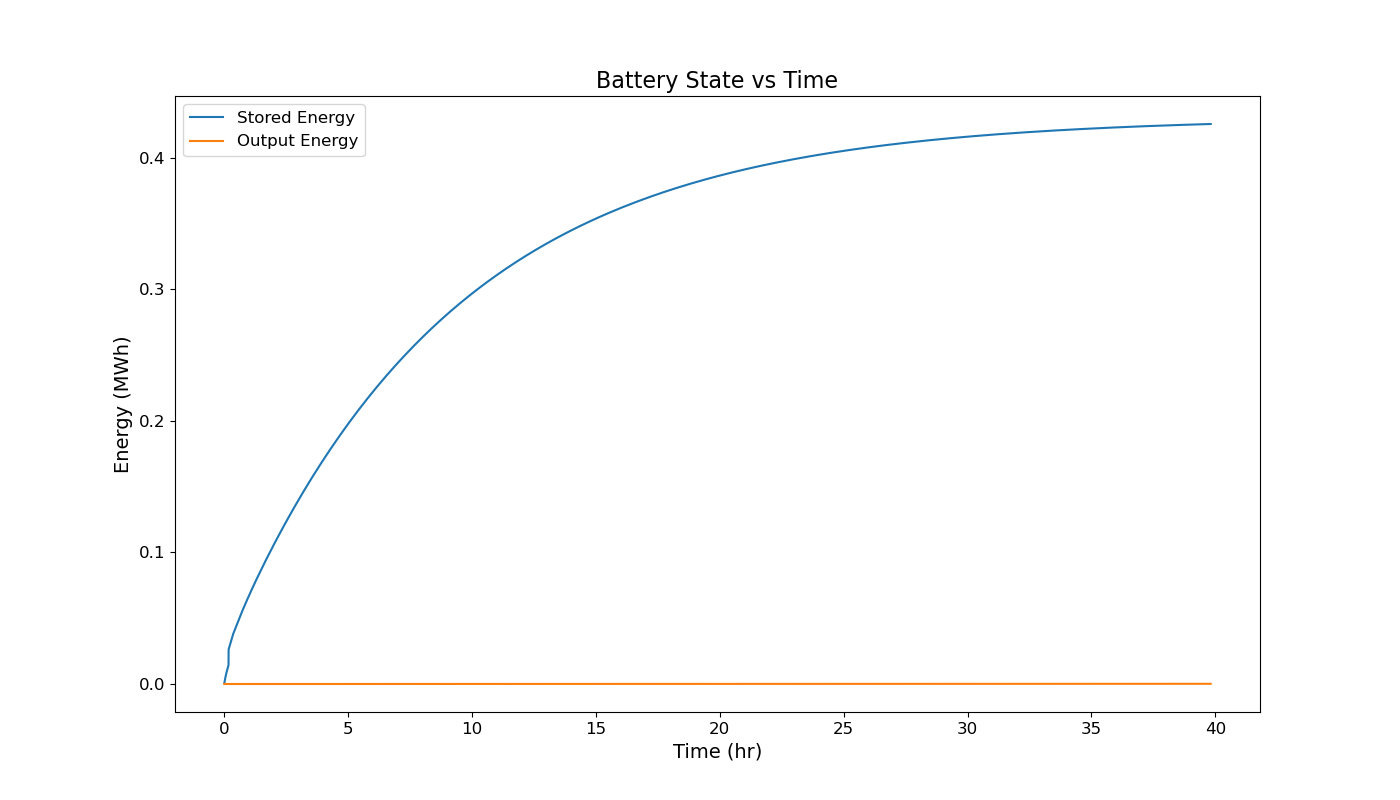 Battery State vs Time
Stored Energy
Output Energy
Energy (MWh)
0.4
0.3
0.2
0.1
0.0
0 5 10 15 20 25 30 35 40
Time (hr)